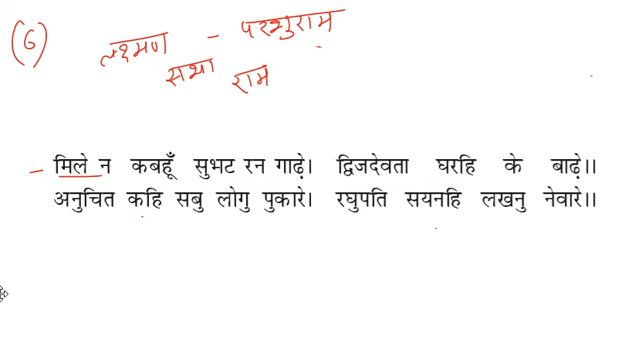 (6) लक्ष्मण - परशुराम
सभा राम
- मिले न कबहूँ सुभट रन गाढ़े। द्विजदेवता घरहि के बाढ़े।।
अनुचित कहि सबु लोगु पुकारे। रघुपति सयनहि लखनु नेवारे।।